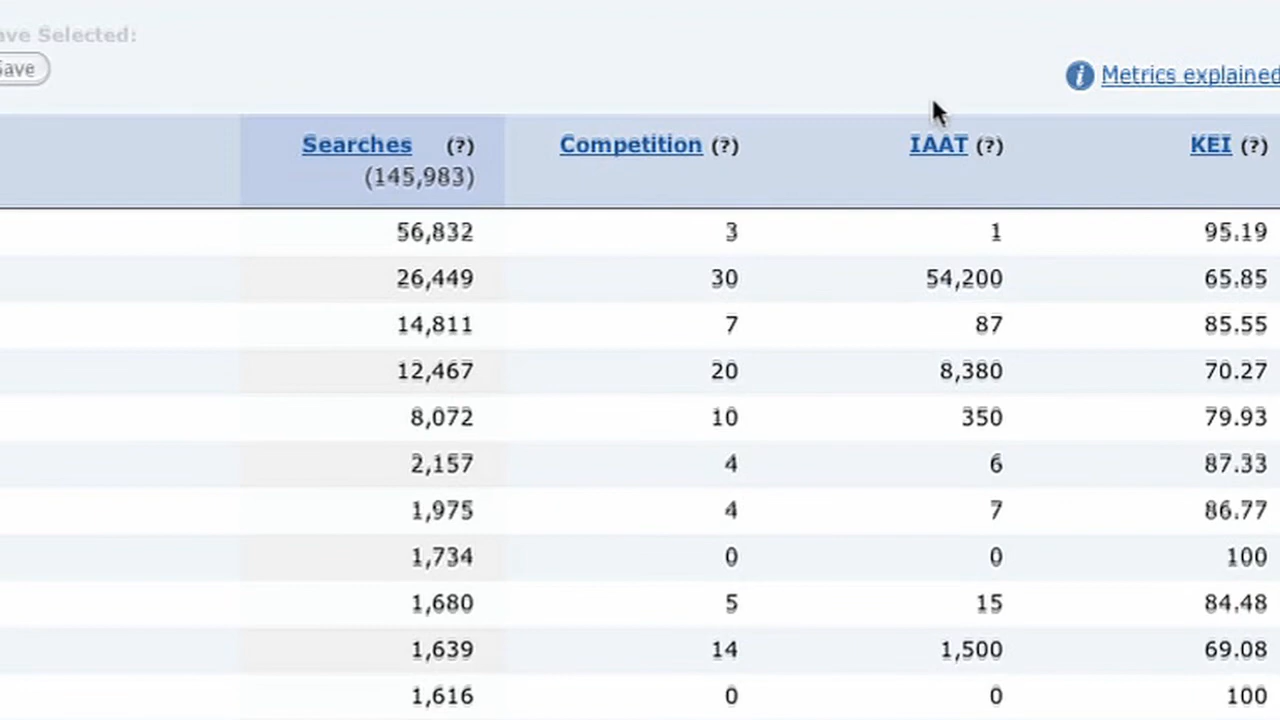 ave Selected:
Save
Metrics explained
Searches (?) Competition (?) IAAT (?) KEI (?)
(145,983)
56,832 3 1 95.19
26,449 30 54,200 65.85
14,811 7 87 85.55
12,467 20 8,380 70.27
8,072 10 350 79.93
2,157 4 6 87.33
1,975 4 7 86.77
1,734 0 0 100
1,680 5 15 84.48
1,639 14 1,500 69.08
1,616 0 0 100